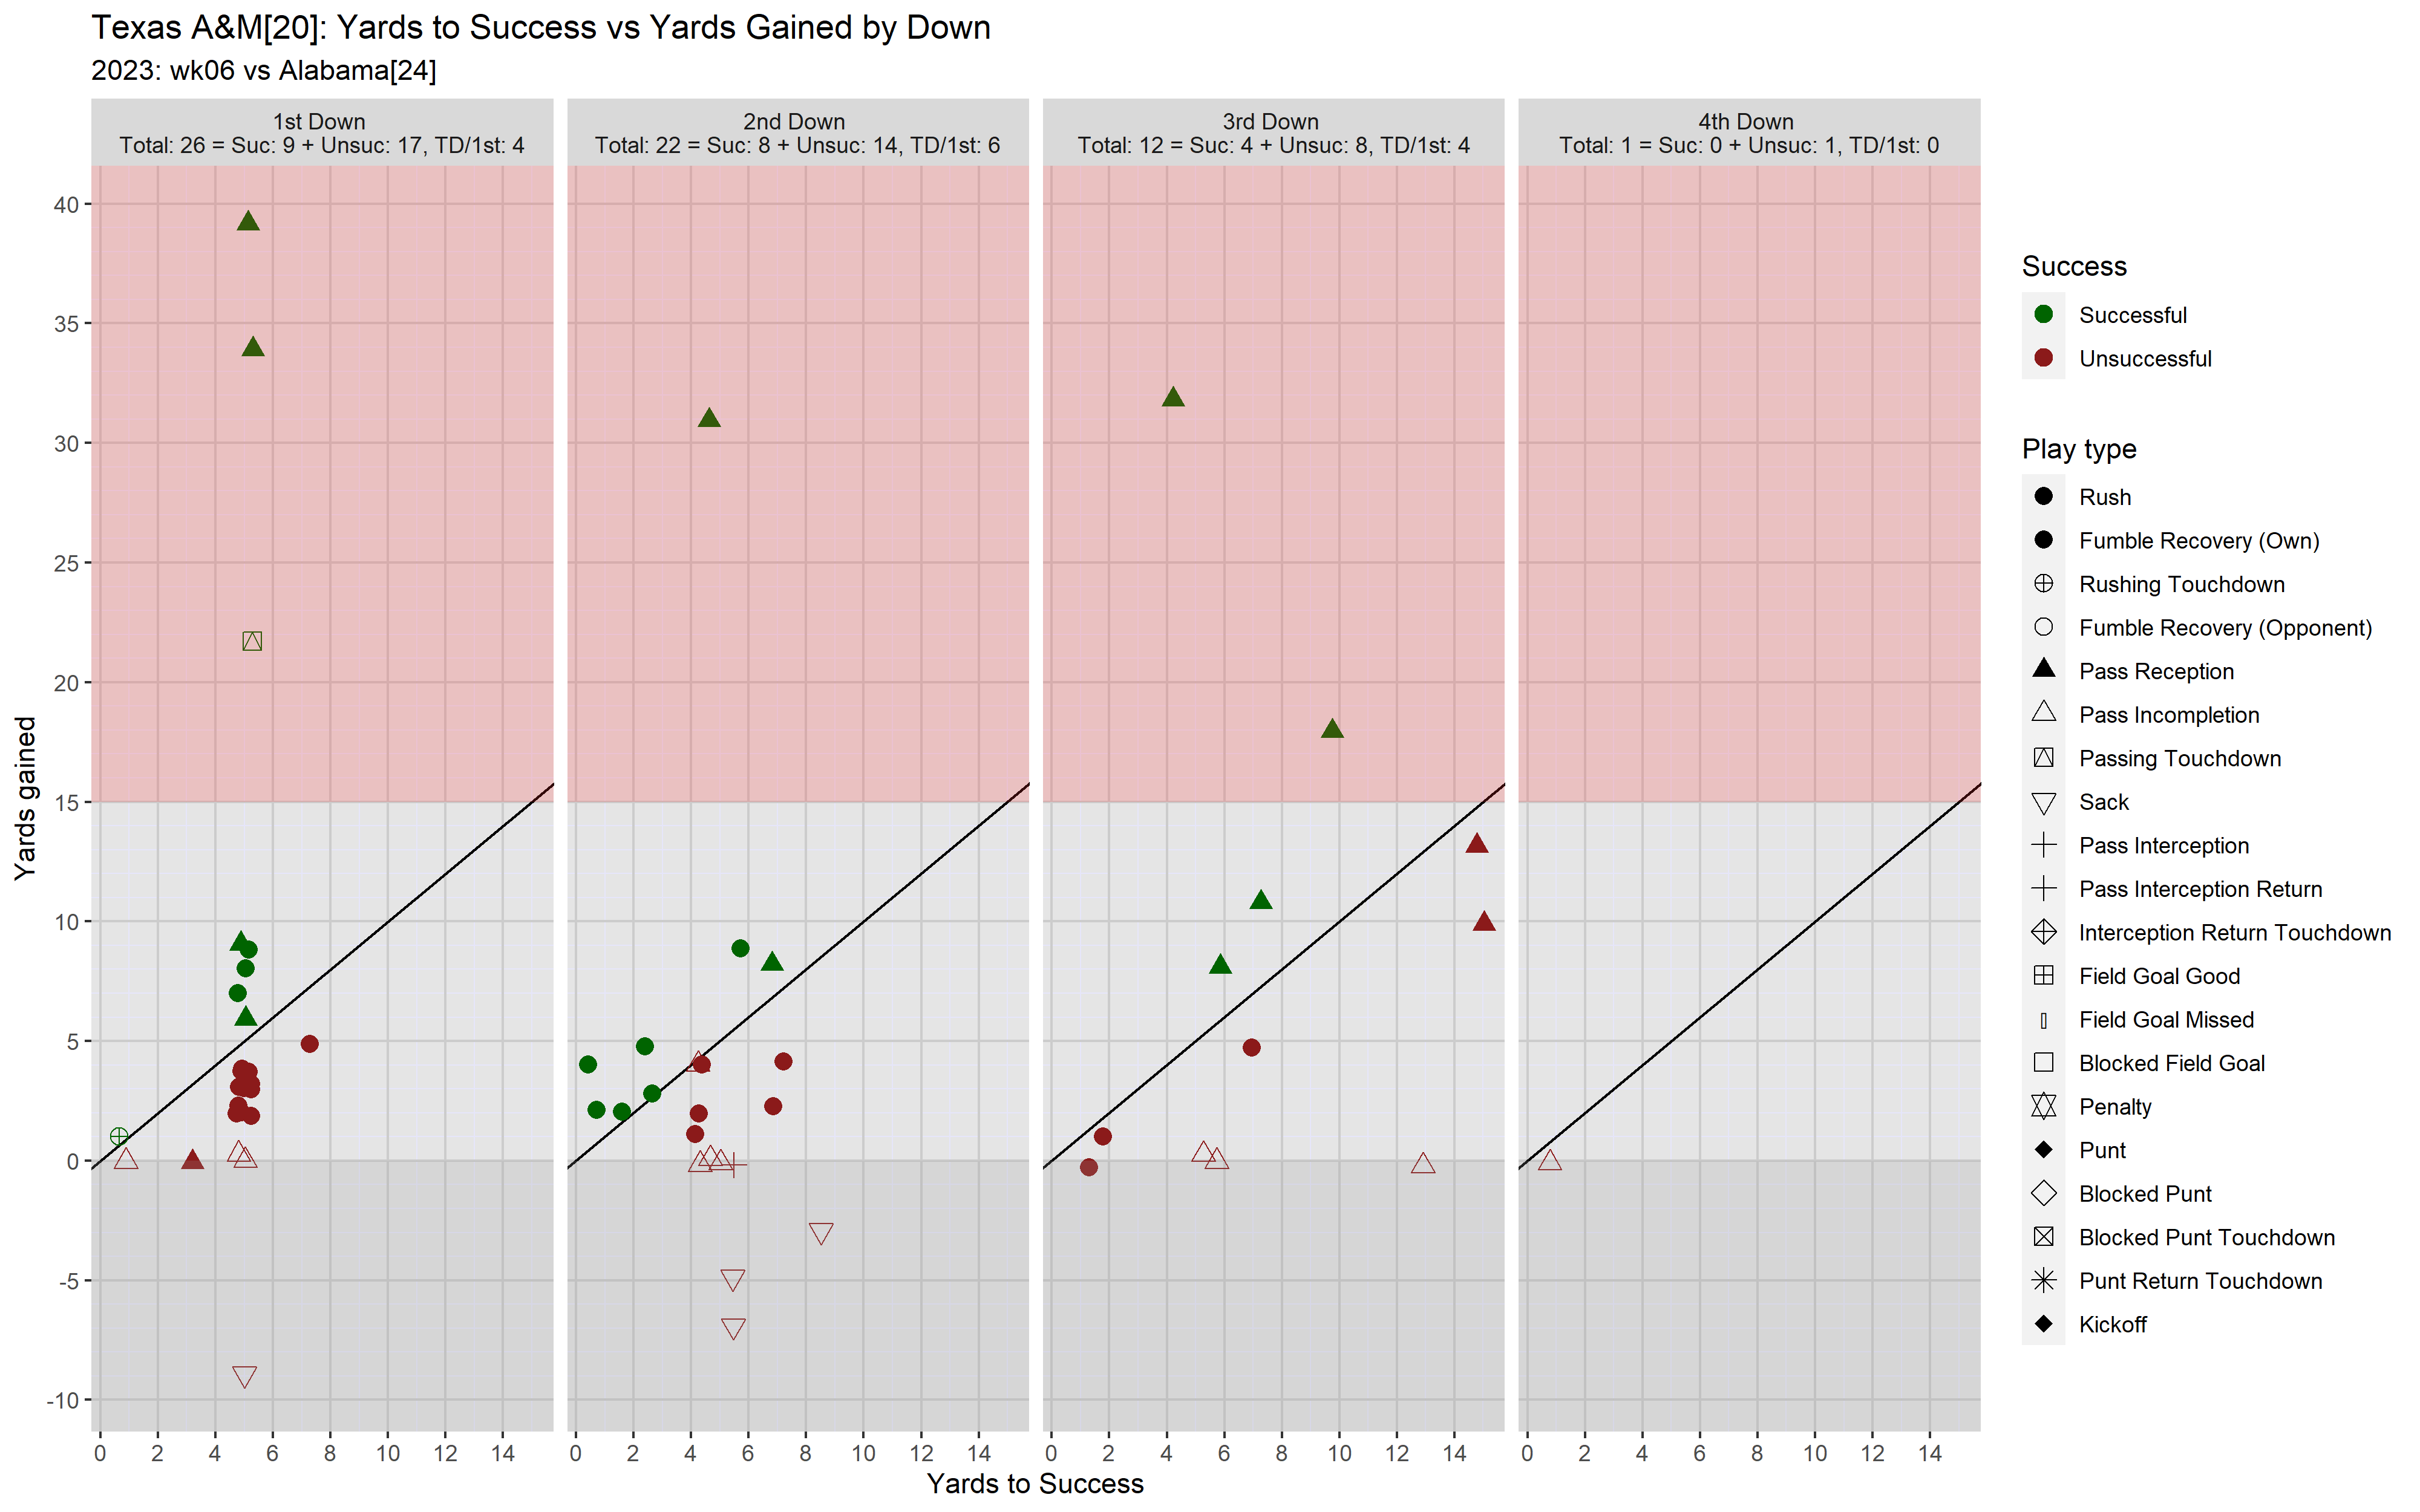 Texas A&M[20]: Yards to Success vs Yards Gained by Down
2023: wk06 vs Alabama[24]
1st Down
Total: 26 = Suc: 9 + Unsuc: 17, TD/1st: 4
2nd Down
Total: 22 = Suc: 8 + Unsuc: 14, TD/1st: 6
3rd Down
Total: 12 = Suc: 4 + Unsuc: 8, TD/1st: 4
4th Down
Total: 1 = Suc: 0 + Unsuc: 1, TD/1st: 0
Yards gained
40
35
30
25
20
15
10
5
0
-5
-10
0 2 4 6 8 10 12 14
0 2 4 6 8 10 12 14
0 2 4 6 8 10 12 14
0 2 4 6 8 10 12 14
Yards to Success
Success
Successful
Unsuccessful
Play type
Rush
Fumble Recovery (Own)
Rushing Touchdown
Fumble Recovery (Opponent)
Pass Reception
Pass Incompletion
Passing Touchdown
Sack
Pass Interception
Pass Interception Return
Interception Return Touchdown
Field Goal Good
Field Goal Missed
Blocked Field Goal
Penalty
Punt
Blocked Punt
Blocked Punt Touchdown
Punt Return Touchdown
Kickoff